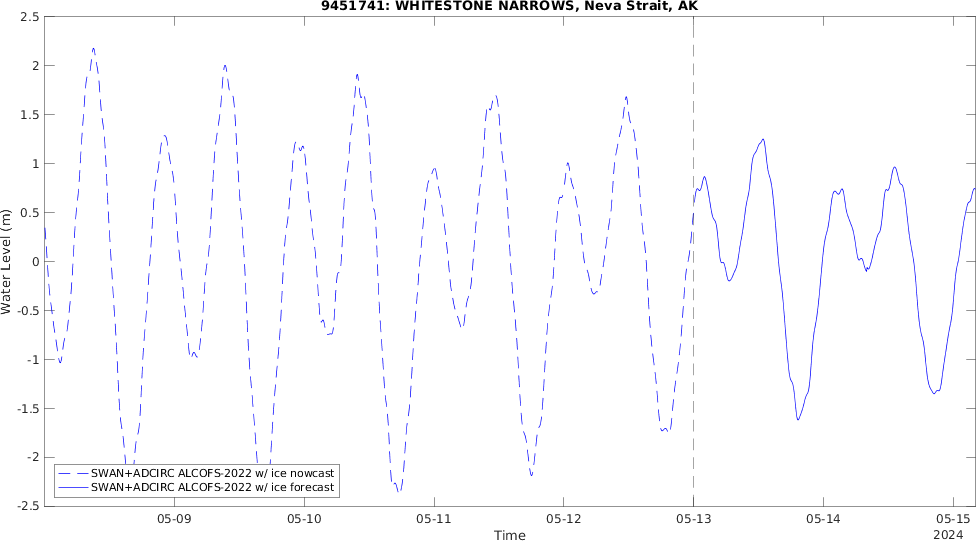 9451741: WHITESTONE NARROWS, Neva Strait, AK
2.5
2
1.5
1
0.5
0
-0.5
-1
-1.5
-2
-2.5
Water Level (m)
SWAN+ADCIRC ALCOFS-2022 w/ ice nowcast
SWAN+ADCIRC ALCOFS-2022 w/ ice forecast
05-09 05-10 05-11 05-12 05-13 05-14 05-15
2024
Time